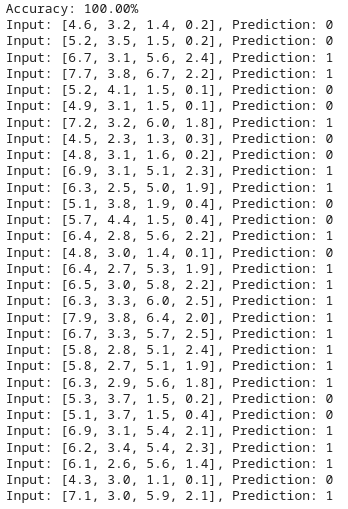 Accuracy: 100.00%
Input: [4.6, 3.2, 1.4, 0.2], Prediction: 0
Input: [5.2, 3.5, 1.5, 0.2], Prediction: 0
Input: [6.7, 3.1, 5.6, 2.4], Prediction: 1
Input: [7.7, 3.8, 6.7, 2.2], Prediction: 1
Input: [5.2, 4.1, 1.5, 0.1], Prediction: 0
Input: [4.9, 3.1, 1.5, 0.1], Prediction: 0
Input: [7.2, 3.2, 6.0, 1.8], Prediction: 1
Input: [4.5, 2.3, 1.3, 0.3], Prediction: 0
Input: [4.8, 3.1, 1.6, 0.2], Prediction: 0
Input: [6.9, 3.1, 5.1, 2.3], Prediction: 1
Input: [6.3, 2.5, 5.0, 1.9], Prediction: 1
Input: [5.1, 3.8, 1.9, 0.4], Prediction: 0
Input: [5.7, 4.4, 1.5, 0.4], Prediction: 0
Input: [6.4, 2.8, 5.6, 2.2], Prediction: 1
Input: [4.8, 3.0, 1.4, 0.1], Prediction: 0
Input: [6.4, 2.7, 5.3, 1.9], Prediction: 1
Input: [6.5, 3.0, 5.8, 2.2], Prediction: 1
Input: [6.3, 3.3, 6.0, 2.5], Prediction: 1
Input: [7.9, 3.8, 6.4, 2.0], Prediction: 1
Input: [6.7, 3.3, 5.7, 2.5], Prediction: 1
Input: [5.8, 2.8, 5.1, 2.4], Prediction: 1
Input: [5.8, 2.7, 5.1, 1.9], Prediction: 1
Input: [6.3, 2.9, 5.6, 1.8], Prediction: 1
Input: [5.3, 3.7, 1.5, 0.2], Prediction: 0
Input: [5.1, 3.7, 1.5, 0.4], Prediction: 0
Input: [6.9, 3.1, 5.4, 2.1], Prediction: 1
Input: [6.2, 3.4, 5.4, 2.3], Prediction: 1
Input: [6.1, 2.6, 5.6, 1.4], Prediction: 1
Input: [4.3, 3.0, 1.1, 0.1], Prediction: 0
Input: [7.1, 3.0, 5.9, 2.1], Prediction: 1